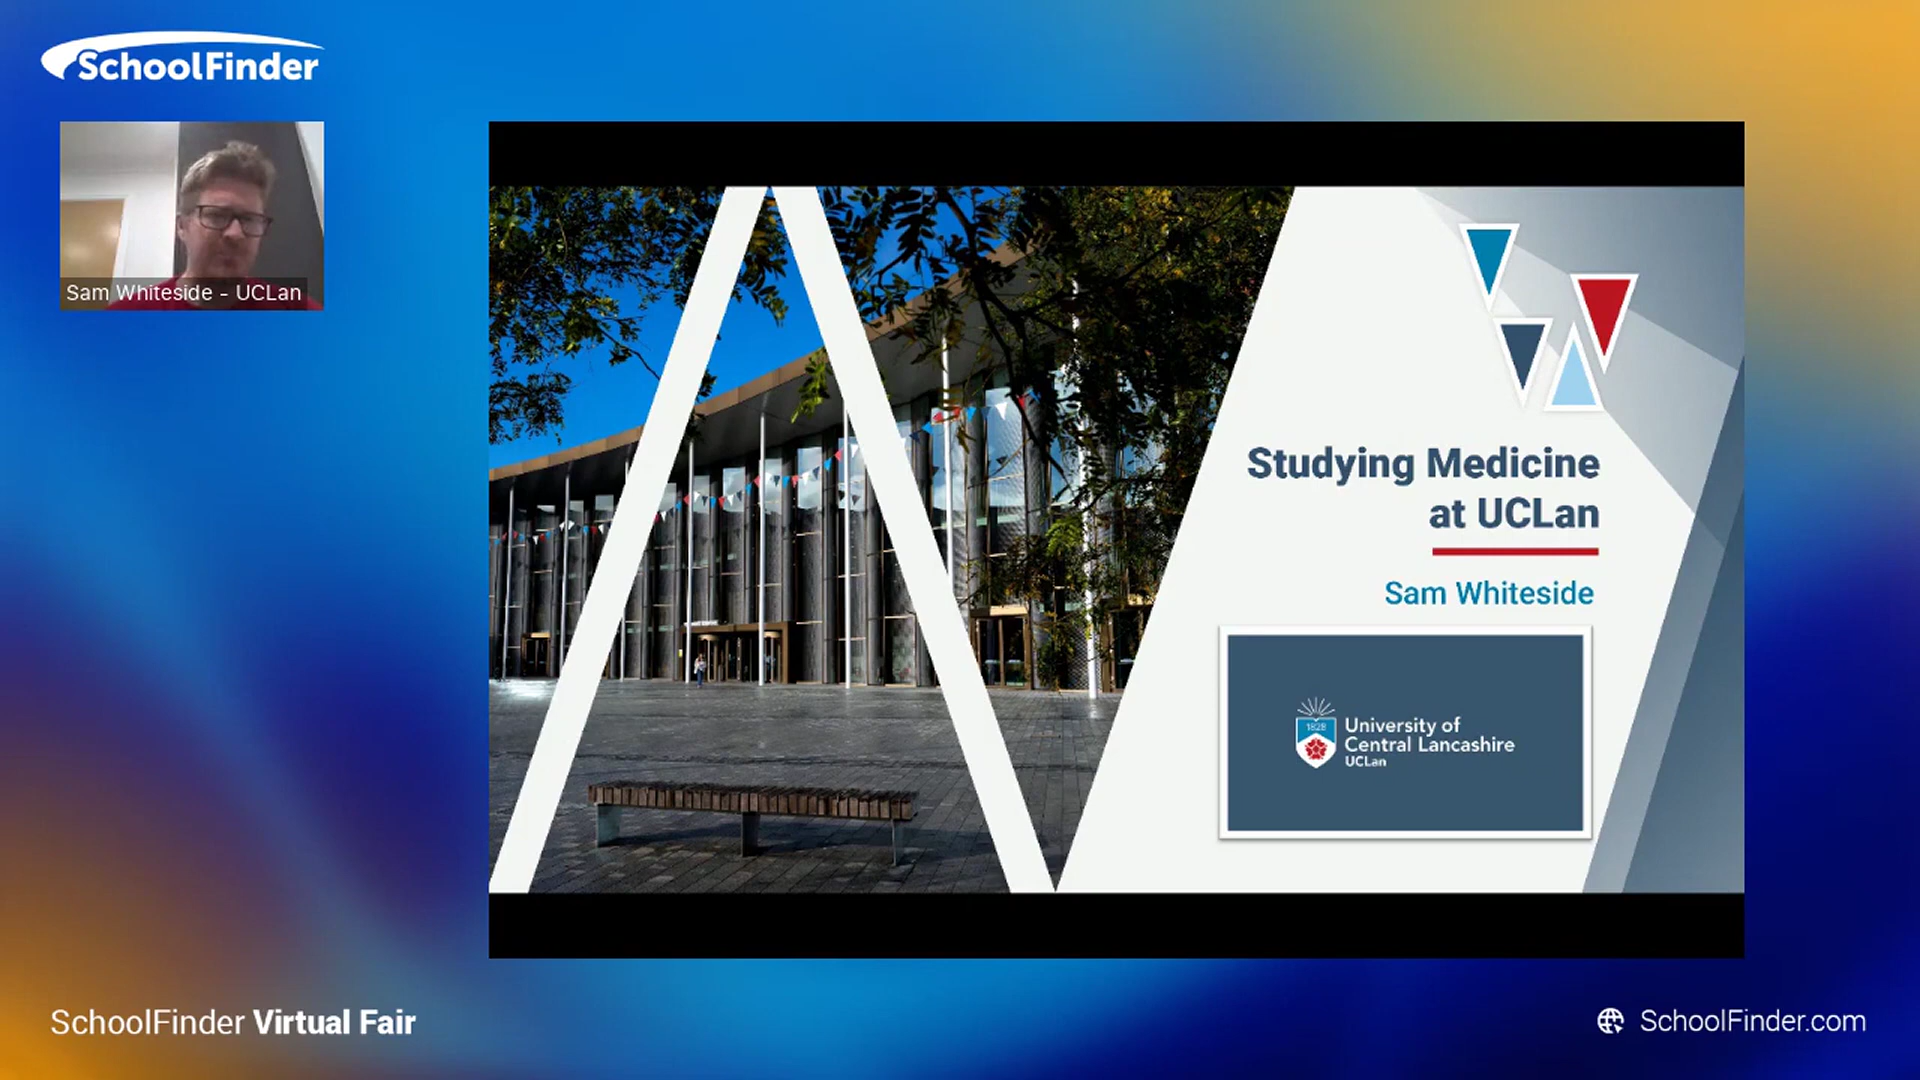 SchoolFinder
Sam Whiteside - UCLan
Studying Medicine
at UCLan
Sam Whiteside
1828
University of
Central Lancashire
UCLan
SchoolFinder Virtual Fair
SchoolFinder.com